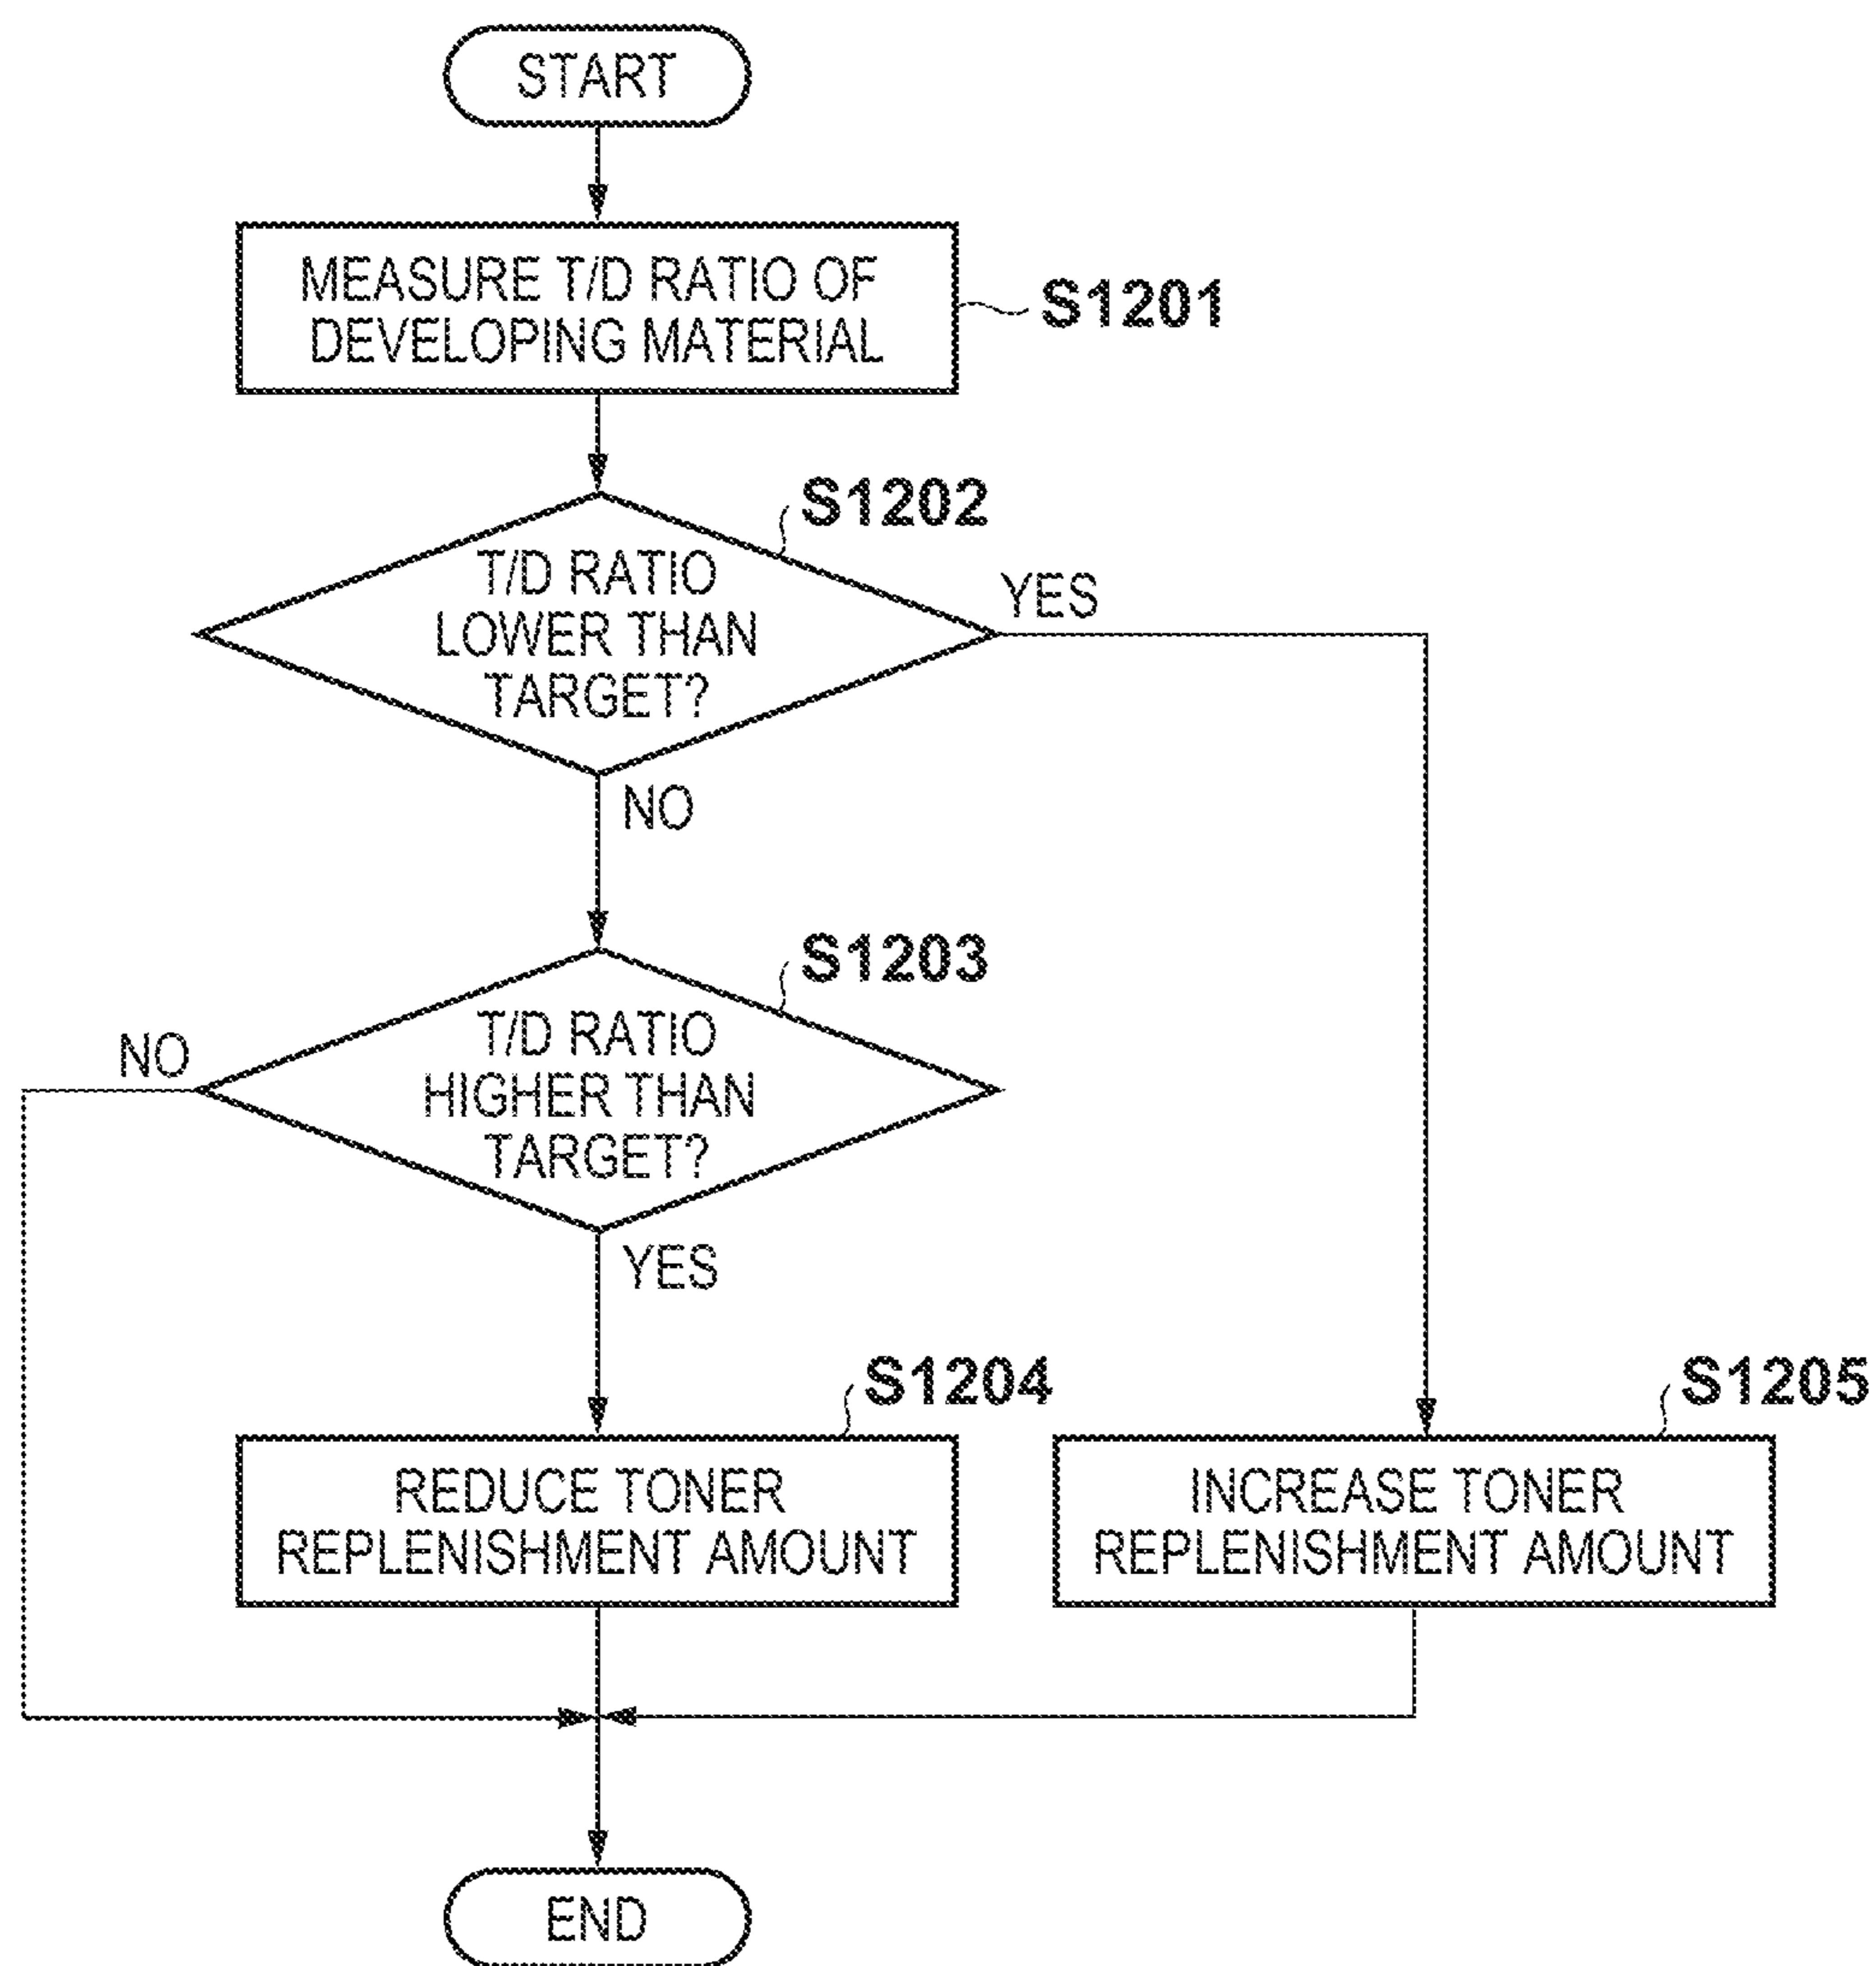 START
MEASURE T/D RATIO OF
DEVELOPING MATERIAL
S1201
S1202
T/D RATIO
LOWER THAN
TARGET?
YES
NO
S1203
T/D RATIO
HIGHER THAN
TARGET?
NO
YES
S1204
REDUCE TONER
REPLENISHMENT AMOUNT
S1205
INCREASE TONER
REPLENISHMENT AMOUNT
END